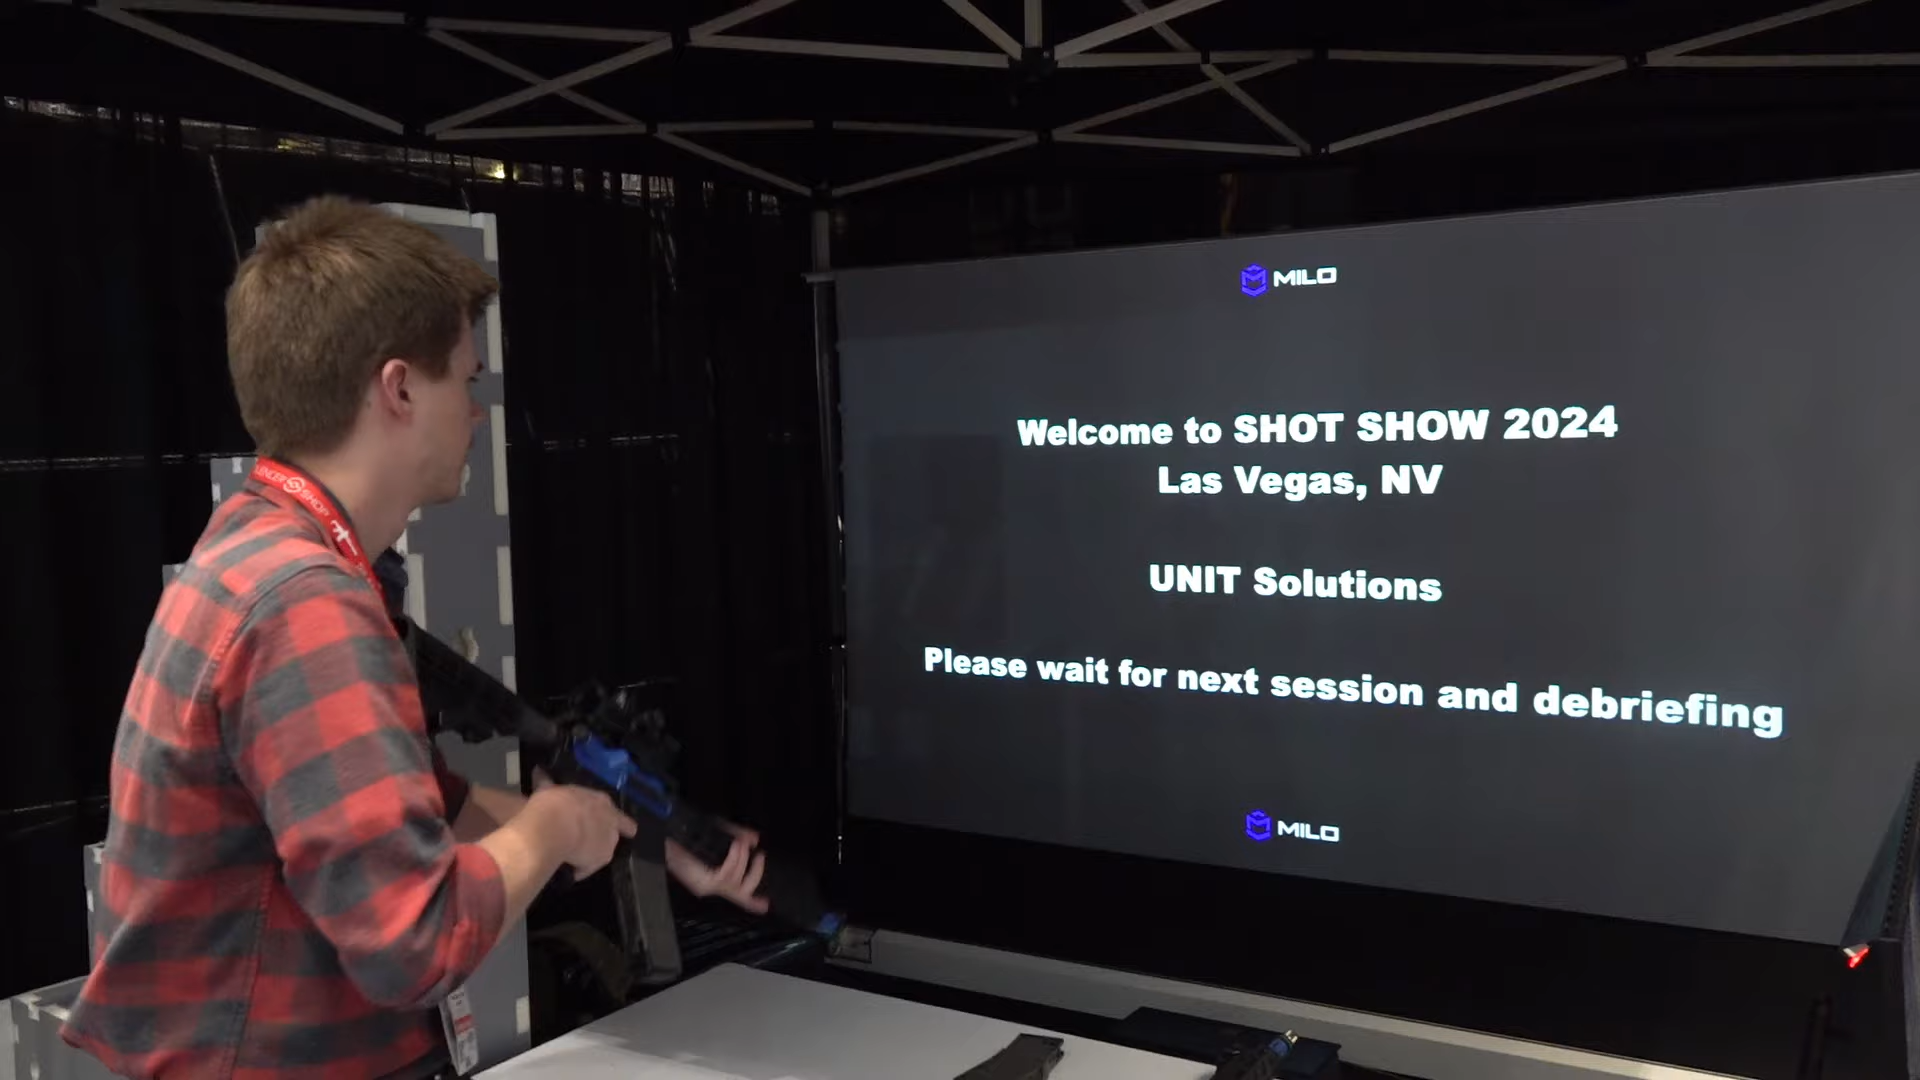 MILO
Welcome to SHOT SHOW 2024
Las Vegas, NV
UNIT Solutions
Please wait for next session and debriefing
MILO
SHOP